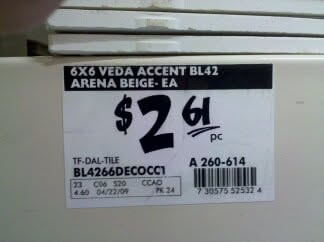 6X6 VEDA ACCENT BL42
ARENA BEIGE- EA
$2 61
pc
TF-DAL-TILE
BL4266DECOCC1
A 260-614
23 C06 S20 CCAO
4.60 04/22/09 PK 24
7 30575 52532 4